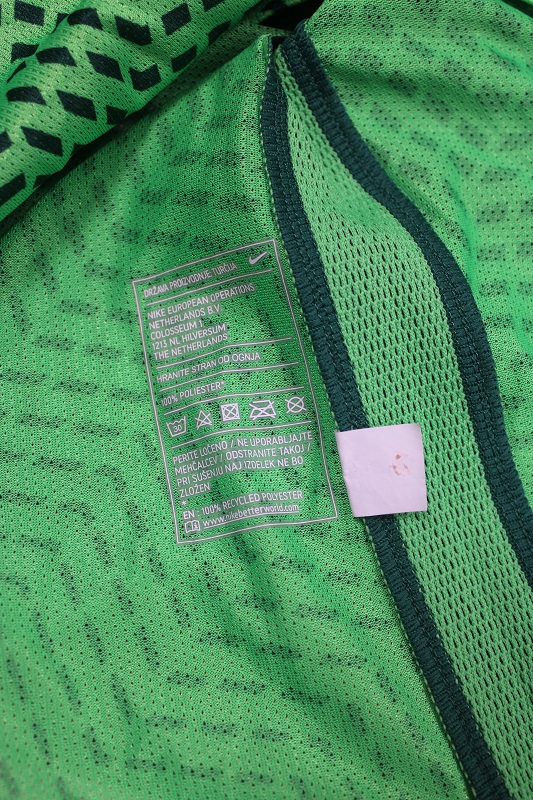 DRŽAVA PROIZVODNJE: TURČIJA
NIKE EUROPEAN OPERATIONS
NETHERLANDS B.V.
COLOSSEUM 1
1213 NL HILVERSUM
THE NETHERLANDS
HRANITE STRAN OD OGNJA
100% POLIESTER*
30
PERITE LOČENO / NE UPORABLJAJTE
MEHČALCEV / ODSTRANITE TAKOJ /
PRI SUŠENJU NAJ IZDELEK NE BO
ZLOŽEN
*
EN : 100% RECYCLED POLYESTER
www.nikebetterworld.com